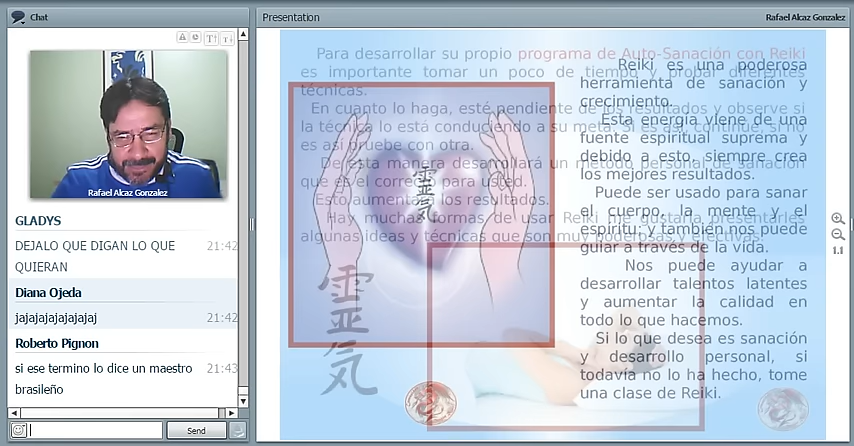 Chat
Rafael Alcaz Gonzalez
GLADYS
DEJALO QUE DIGAN LO QUE 21:42
QUIERAN
Diana Ojeda
jajajajajajajaj 21:42
Roberto Pignon
si ese termino lo dice un maestro 21:43
brasileño
Send
Presentation
Rafael Alcaz Gonzalez
Para desarrollar su propio programa de Auto-Sanación con Reiki
es importante tomar un poco de tiempo y probar diferentes
técnicas.
En cuanto lo haga, esté pendiente de los resultados y observe si
la técnica lo está conduciendo a su meta. Si es así, continúe, si no
es así pruebe con otra.
De esta manera desarrollará un método personal de sanación
que es el correcto para usted.
Esto aumentará los resultados.
Hay muchas formas de usar Reiki me gustaría presentarles
algunas ideas y técnicas que son muy poderosas y efectivas.
Reiki es una poderosa
herramienta de sanación y
crecimiento.
Esta energía viene de una
fuente espiritual suprema y
debido a esto, siempre crea
los mejores resultados.
Puede ser usado para sanar
el cuerpo, la mente y el
espíritu; y también nos puede
guiar a través de la vida.
Nos puede ayudar a
desarrollar talentos latentes
y aumentar la calidad en
todo lo que hacemos.
Si lo que desea es sanación
y desarrollo personal, si
todavía no lo ha hecho, tome
una clase de Reiki.
靈氣
靈氣
1:1